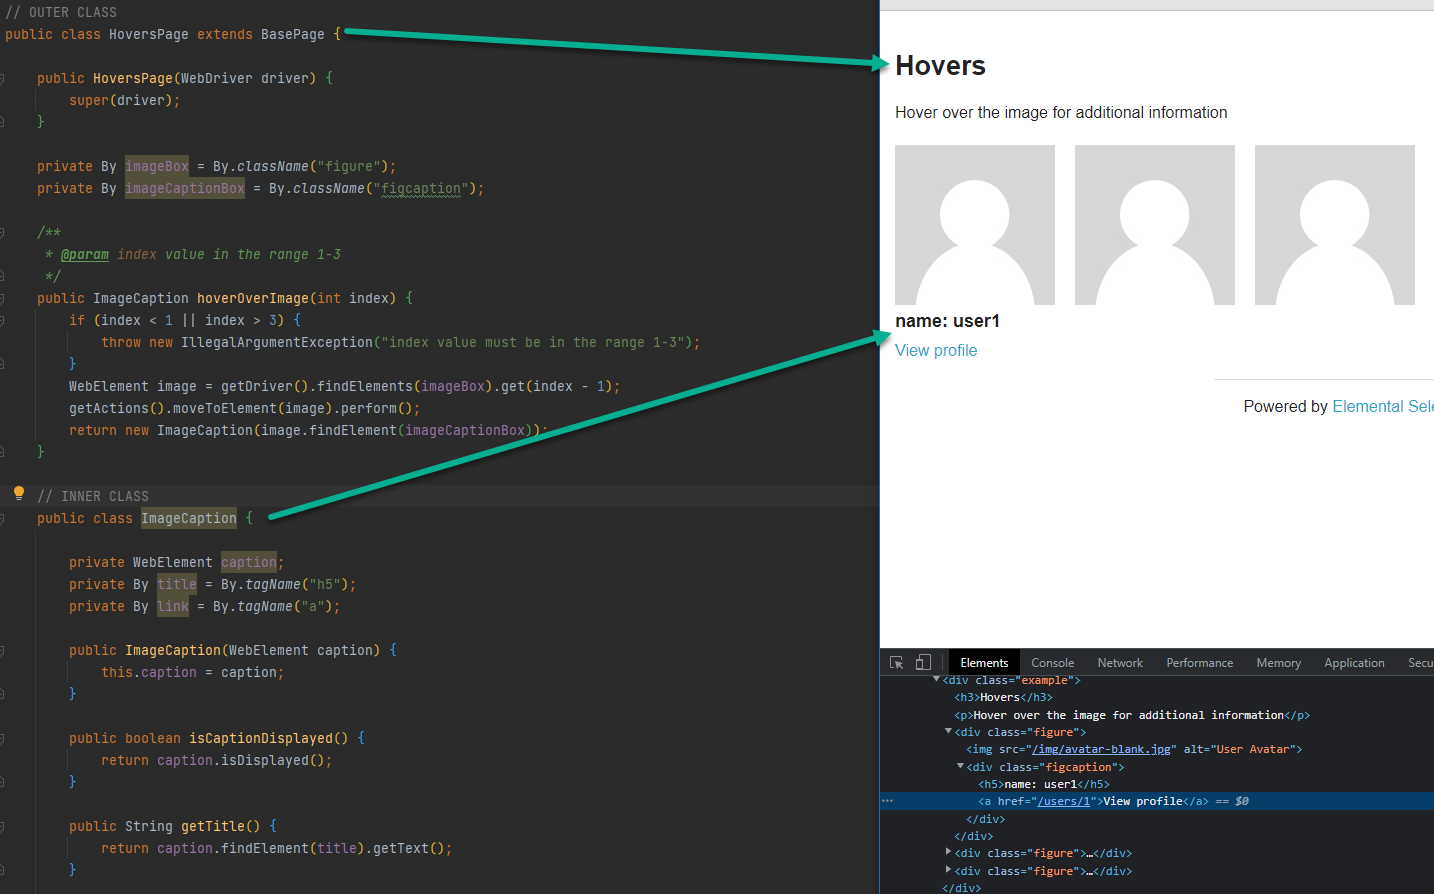 // OUTER CLASS
public class HoversPage extends BasePage {
public HoversPage(WebDriver driver) {
super(driver);
}
private By imageBox = By.className("figure");
private By imageCaptionBox = By.className("figcaption");
/**
* @param index value in the range 1-3
*/
public ImageCaption hoverOverImage(int index) {
if (index < 1 || index > 3) {
throw new IllegalArgumentException("index value must be in the range 1-3");
}
WebElement image = getDriver().findElements(imageBox).get(index - 1);
getActions().moveToElement(image).perform();
return new ImageCaption(image.findElement(imageCaptionBox));
}
// INNER CLASS
public class ImageCaption {
private WebElement caption;
private By title = By.tagName("h5");
private By link = By.tagName("a");
public ImageCaption(WebElement caption) {
this.caption = caption;
}
public boolean isCaptionDisplayed() {
return caption.isDisplayed();
}
public String getTitle() {
return caption.findElement(title).getText();
}
Hovers
Hover over the image for additional information
name: user1
View profile
Powered by Elemental Sele
Elements Console Network Performance Memory Application Secu
<div class="example">
<h3>Hovers</h3>
<p>Hover over the image for additional information</p>
<div class="figure">
<img src="/img/avatar-blank.jpg" alt="User Avatar">
<div class="figcaption">
<h5>name: user1</h5>
<a href="/users/1">View profile</a> == $0
</div>
</div>
<div class="figure">…</div>
<div class="figure">…</div>
</div>